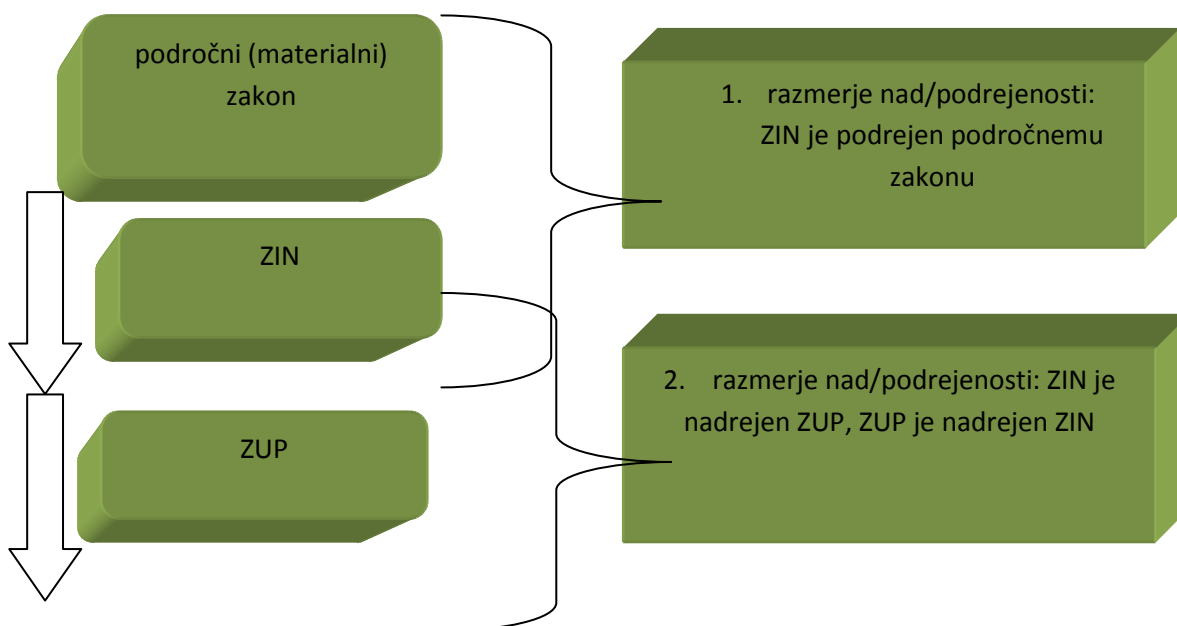 področni (materialni)
zakon
ZIN
ZUP
1. razmerje nad/podrejenosti:
ZIN je podrejen področnemu
zakonu
2. razmerje nad/podrejenosti: ZIN je
nadrejen ZUP, ZUP je nadrejen ZIN